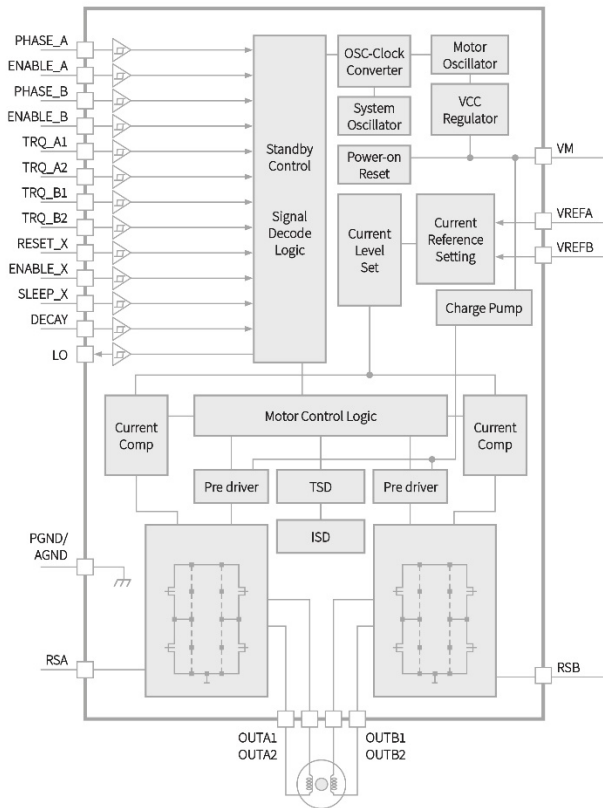 PHASE_A
ENABLE_A
PHASE_B
ENABLE_B
TRQ_A1
TRQ_A2
TRQ_B1
TRQ_B2
RESET_X
ENABLE_X
SLEEP_X
DECAY
LO
Standby
Control
Signal
Decode
Logic
OSC-Clock
Converter
Motor
Oscillator
System
Oscillator
VCC
Regulator
Power-on
Reset
VM
VREFA
VREFB
Current
Level
Set
Current
Reference
Setting
Charge Pump
Current
Comp
Motor Control Logic
Current
Comp
Pre driver
TSD
Pre driver
ISD
PGND/
AGND
RSA
RSB
OUTA1
OUTA2
OUTB1
OUTB2